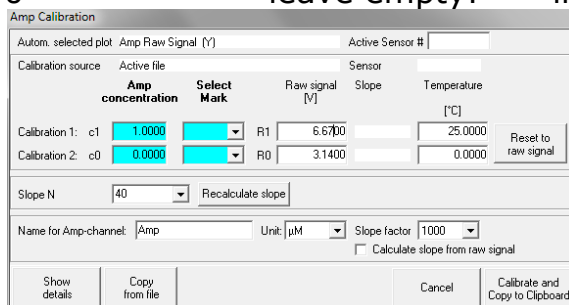 leave empty?
Amp Calibration
Autom. selected plot Amp Raw Signal (Y) Active Sensor #
Calibration source Active file Sensor
Amp concentration Select Mark Raw signal [V] Slope Temperature [°C]
Calibration 1: c1 1.0000 R1 6.6700 25.0000 Reset to raw signal
Calibration 2: c0 0.0000 R0 3.1400 0.0000
Slope N 40 Recalculate slope
Name for Amp-channel: Amp Unit: µM Slope factor 1000
Calculate slope from raw signal
Show details Copy from file Cancel Calibrate and Copy to Clipboard